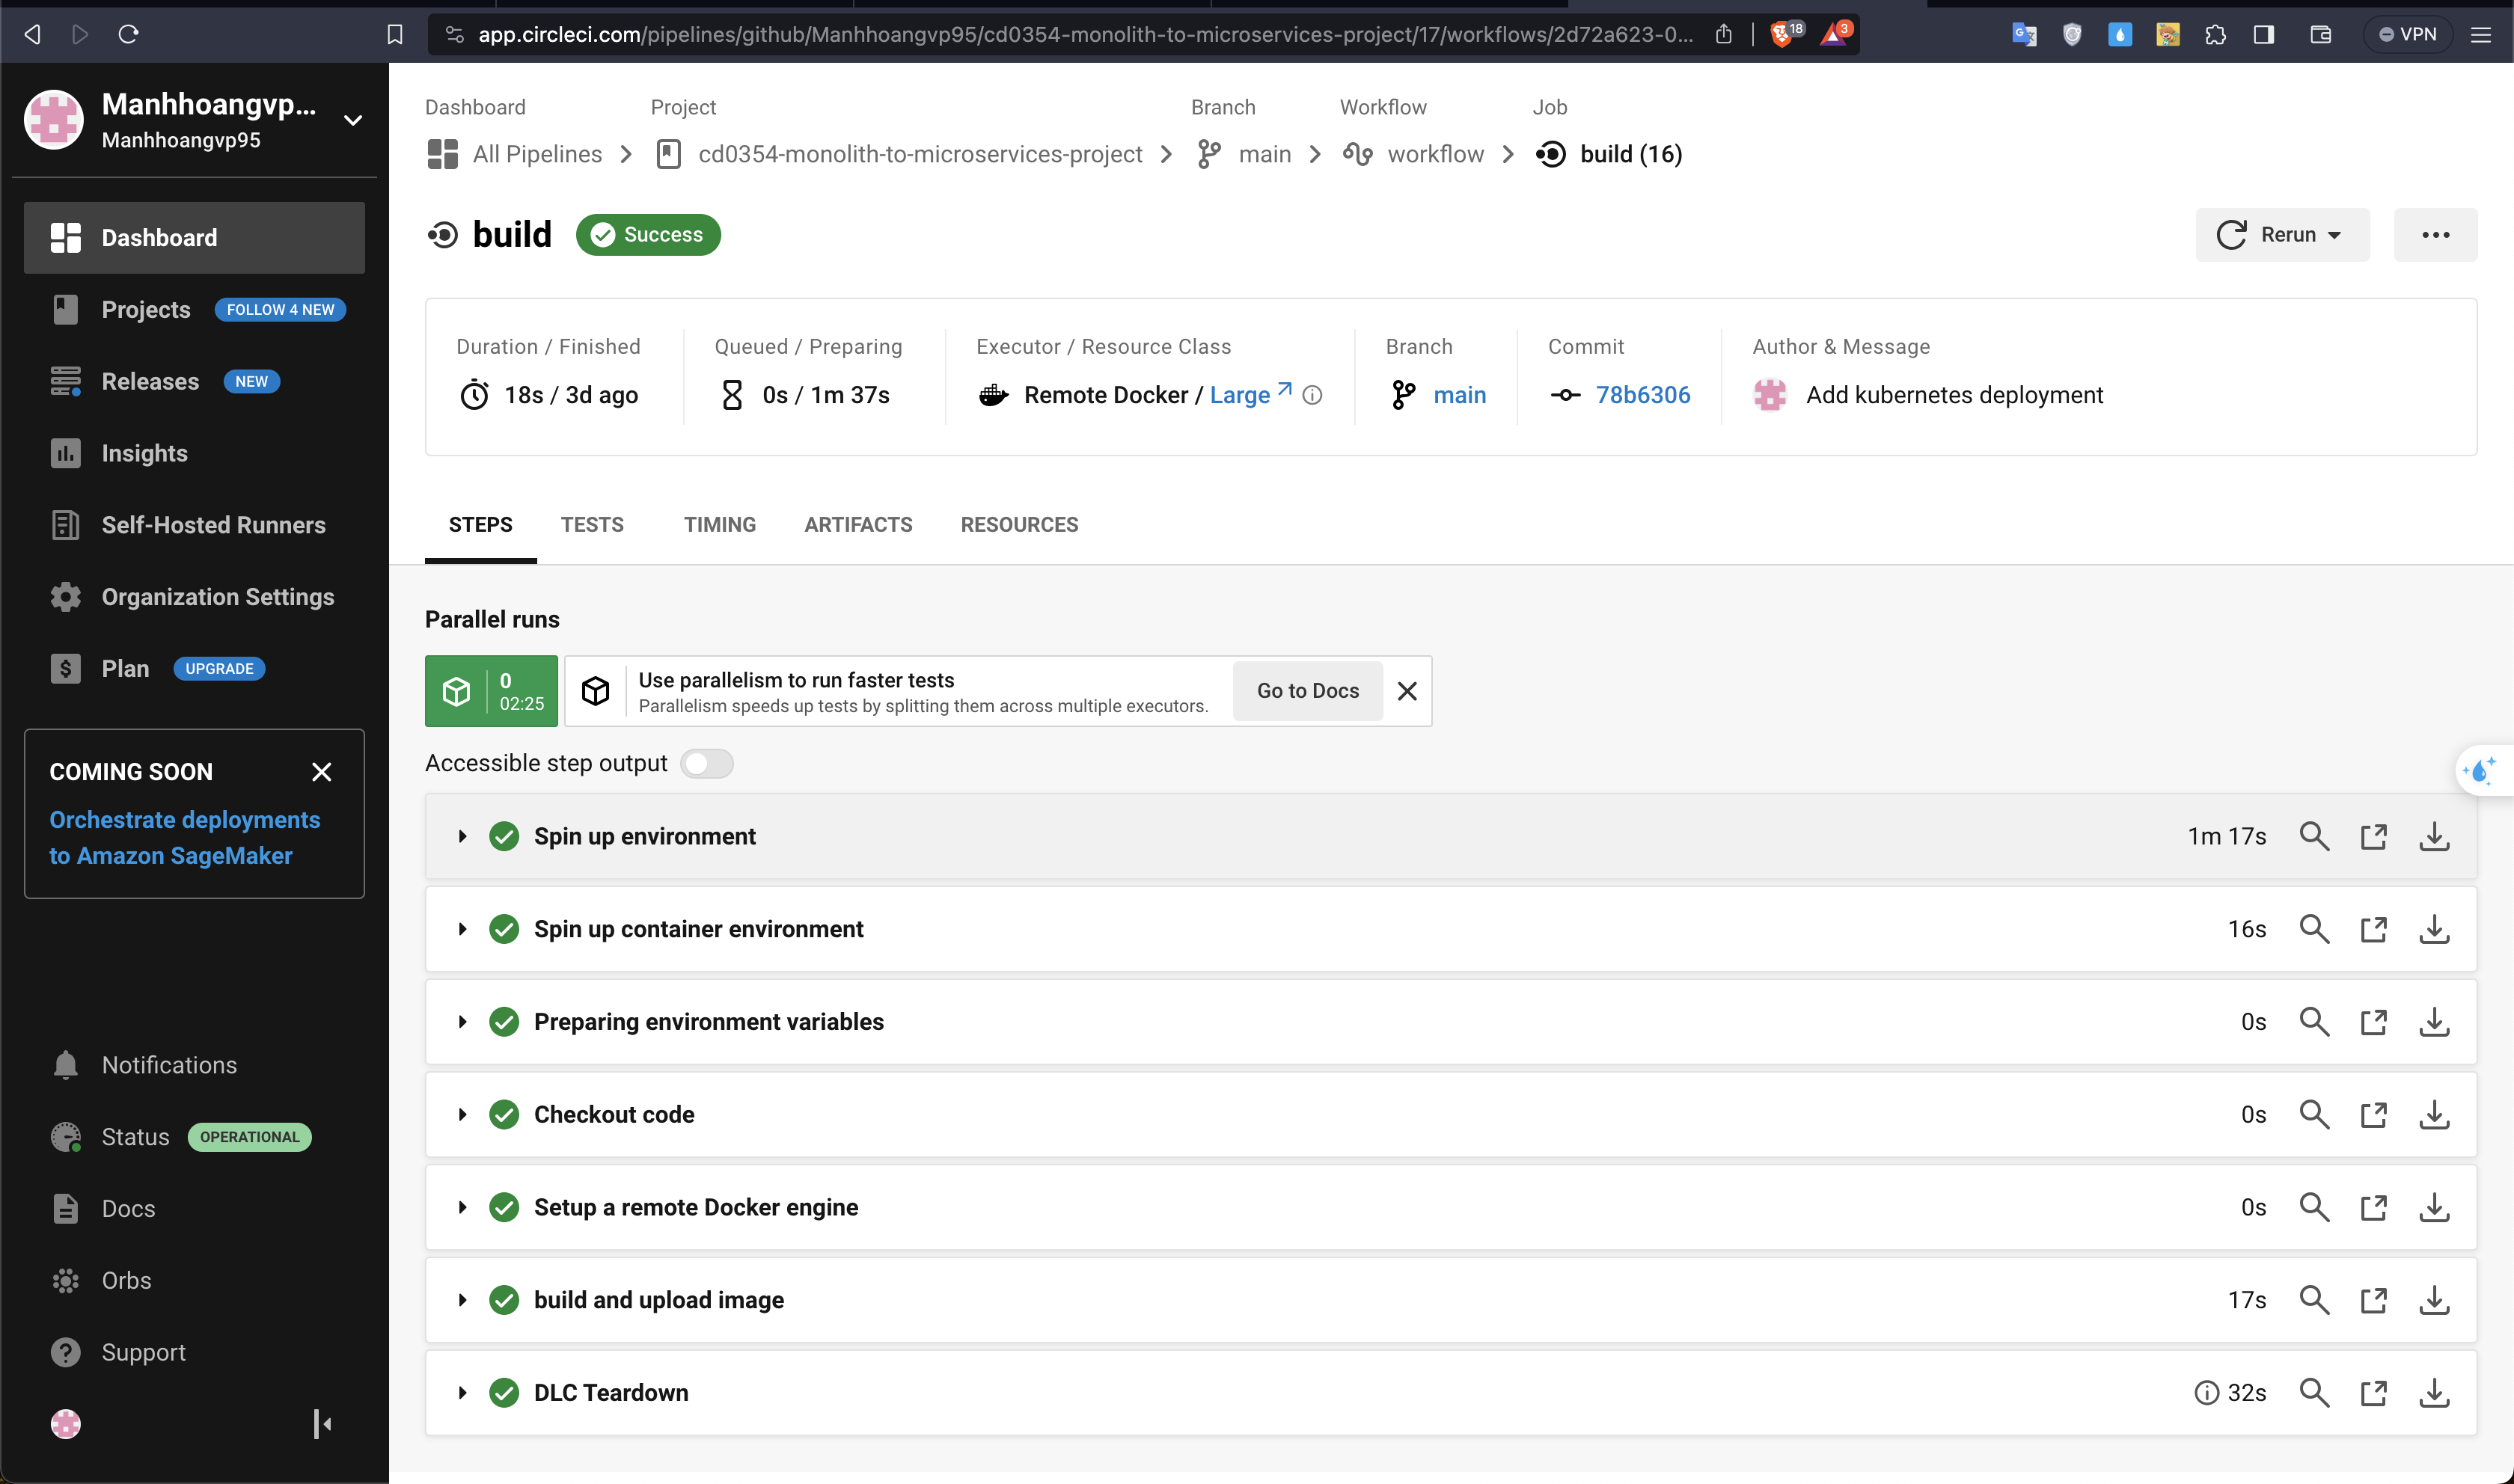 app.circleci.com/pipelines/github/Manhhoangvp95/cd0354-monolith-to-microservices-project/17/workflows/2d72a623-0...
18
3
VPN
Manhhoangvp...
Manhhoangvp95
Dashboard
Projects FOLLOW 4 NEW
Releases NEW
Insights
Self-Hosted Runners
Organization Settings
Plan UPGRADE
COMING SOON
Orchestrate deployments
to Amazon SageMaker
Notifications
Status OPERATIONAL
Docs
Orbs
Support
Dashboard Project Branch Workflow Job
All Pipelines cd0354-monolith-to-microservices-project main workflow build (16)
build Success
Rerun
Duration / Finished Queued / Preparing Executor / Resource Class Branch Commit Author & Message
18s / 3d ago 0s / 1m 37s Remote Docker / Large main 78b6306 Add kubernetes deployment
STEPS TESTS TIMING ARTIFACTS RESOURCES
Parallel runs
0
02:25
Use parallelism to run faster tests
Parallelism speeds up tests by splitting them across multiple executors.
Go to Docs
Accessible step output
Spin up environment 1m 17s
Spin up container environment 16s
Preparing environment variables 0s
Checkout code 0s
Setup a remote Docker engine 0s
build and upload image 17s
DLC Teardown 32s